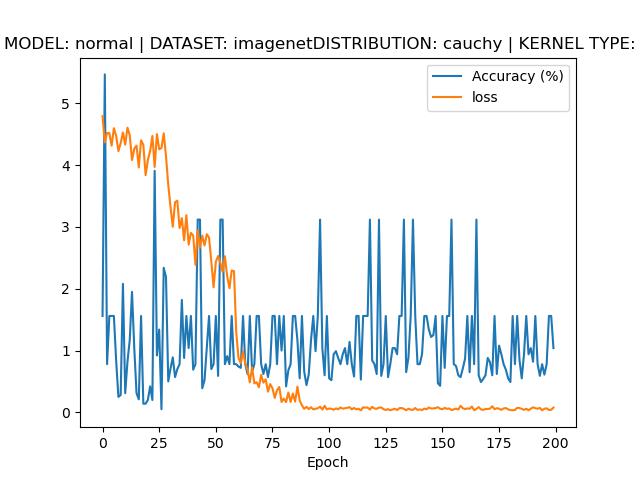 MODEL: normal | DATASET: imagenetDISTRIBUTION: cauchy | KERNEL TYPE:
Accuracy (%)
loss
5
4
3
2
1
0
0 25 50 75 100 125 150 175 200
Epoch